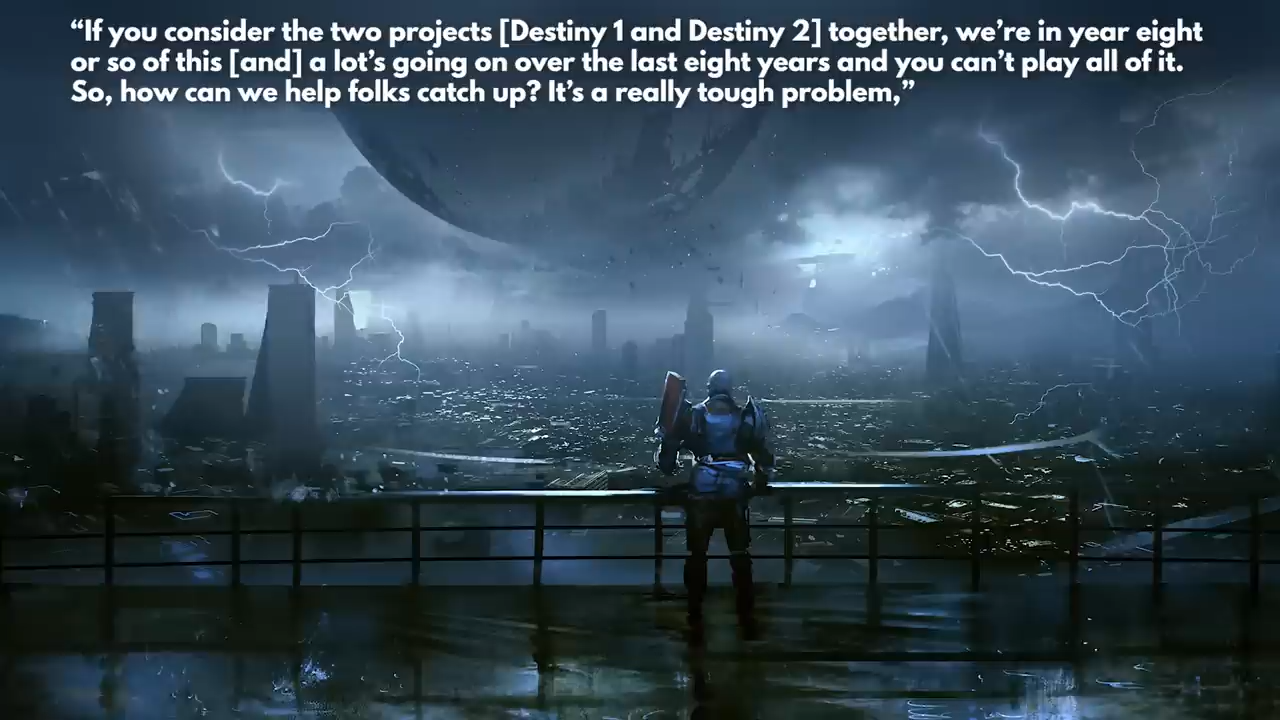 “If you consider the two projects [Destiny 1 and Destiny 2] together, we’re in year eight
or so of this [and] a lot’s going on over the last eight years and you can’t play all of it.
So, how can we help folks catch up? It’s a really tough problem,”